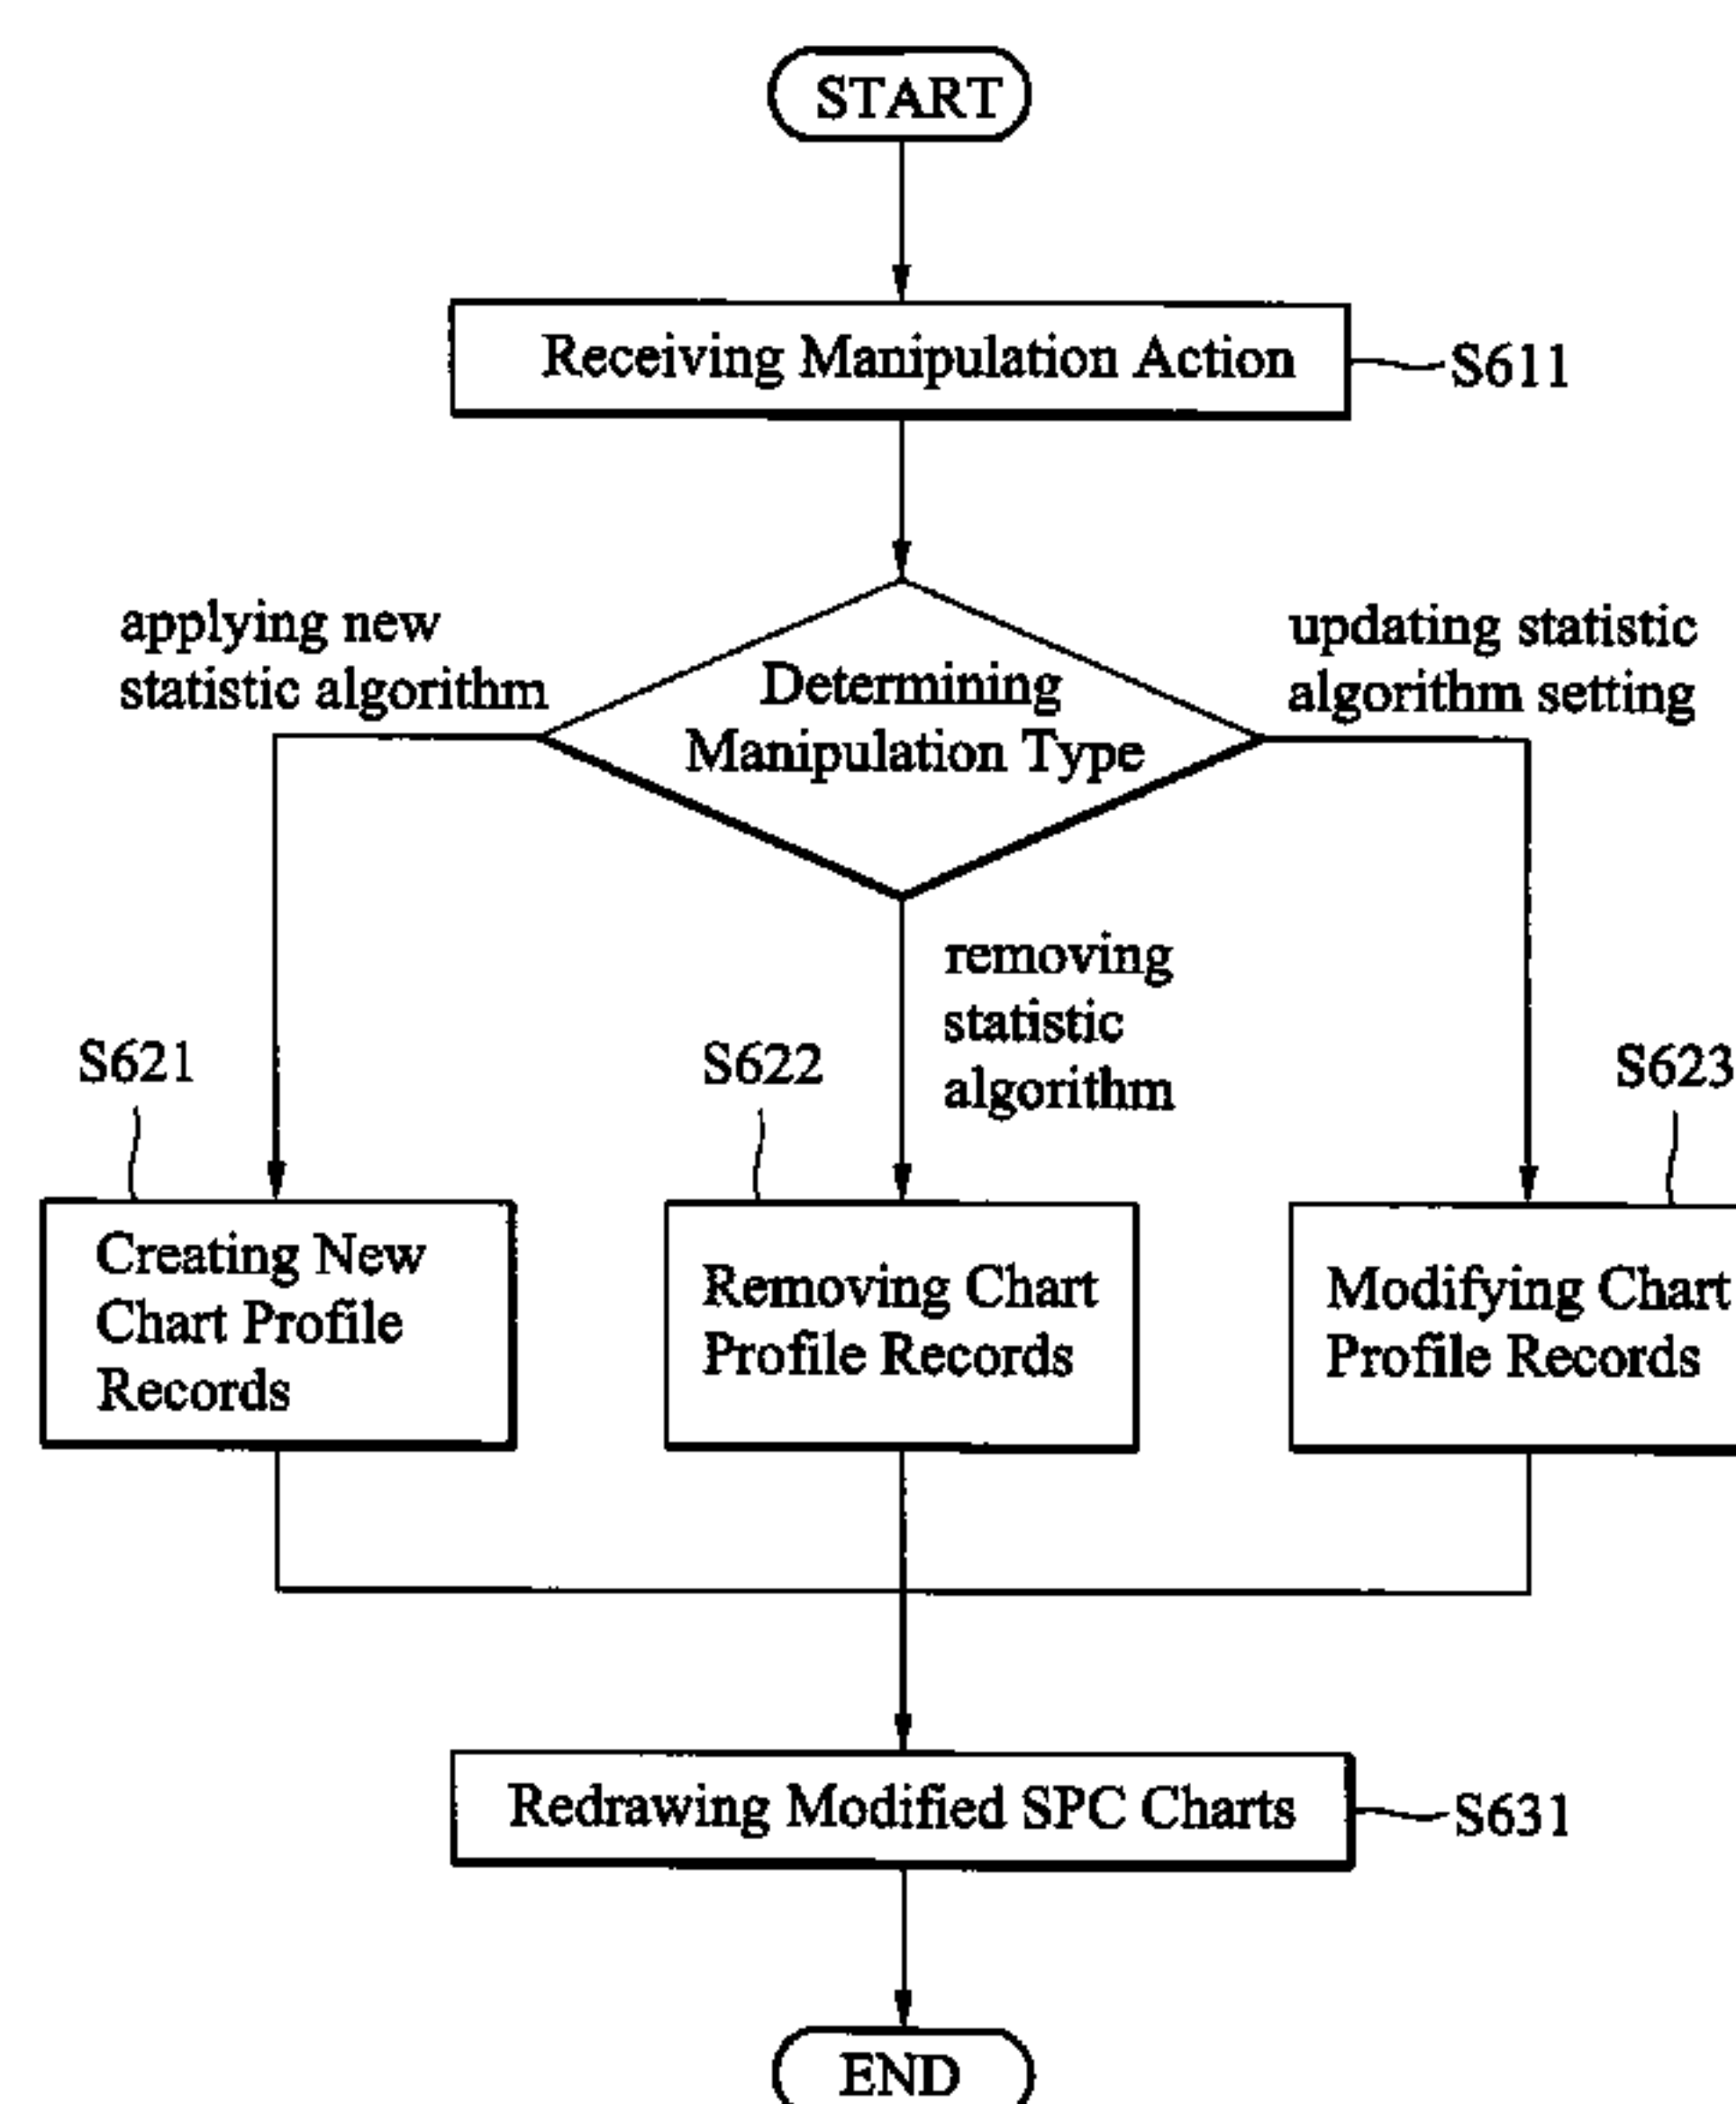 START
Receiving Manipulation Action
S611
applying new
statistic algorithm
Determining
Manipulation Type
updating statistic
algorithm setting
removing
statistic
algorithm
S621
S622
S623
Creating New
Chart Profile
Records
Removing Chart
Profile Records
Modifying Chart
Profile Records
Redrawing Modified SPC Charts
S631
END